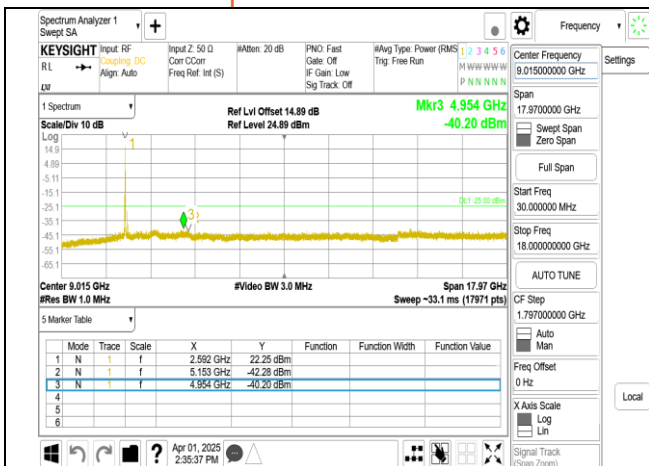 Spectrum Analyzer 1
Swept SA
Frequency
KEYSIGHT
Input: RF
Coupling: DC
Align: Auto
Input Z: 50 Ω
Corr CCorr
Freq Ref: Int (S)
#Atten: 20 dB
PNO: Fast
Gate: Off
IF Gain: Low
Sig Track: Off
#Avg Type: Power (RMS
Trig: Free Run
1 2 3 4 5 6
M W W W W W
P N N N N N
RL
LXI
1 Spectrum
Scale/Div 10 dB
Log
Ref Lvl Offset 14.89 dB
Ref Level 24.89 dBm
Mkr3 4.954 GHz
-40.20 dBm
1
14.9
4.89
-5.11
-15.1
-25.1
-35.1
-45.1
-55.1
-65.1
DL1 -25.00 dBm
3
Center 9.015 GHz
#Res BW 1.0 MHz
#Video BW 3.0 MHz
Span 17.97 GHz
Sweep ~33.1 ms (17971 pts)
5 Marker Table
Mode Trace Scale X Y Function Function Width Function Value
1 N 1 f 2.592 GHz 22.25 dBm
2 N 1 f 5.153 GHz -42.28 dBm
3 N 1 f 4.954 GHz -40.20 dBm
4
5
6
?
Apr 01, 2025
2:35:37 PM
Center Frequency
9.015000000 GHz
Settings
Span
17.9700000 GHz
Swept Span
Zero Span
Full Span
Start Freq
30.000000 MHz
Stop Freq
18.000000000 GHz
AUTO TUNE
CF Step
1.797000000 GHz
Auto
Man
Freq Offset
0 Hz
X Axis Scale
Log
Lin
Local
Signal Track
(Span Zoom)